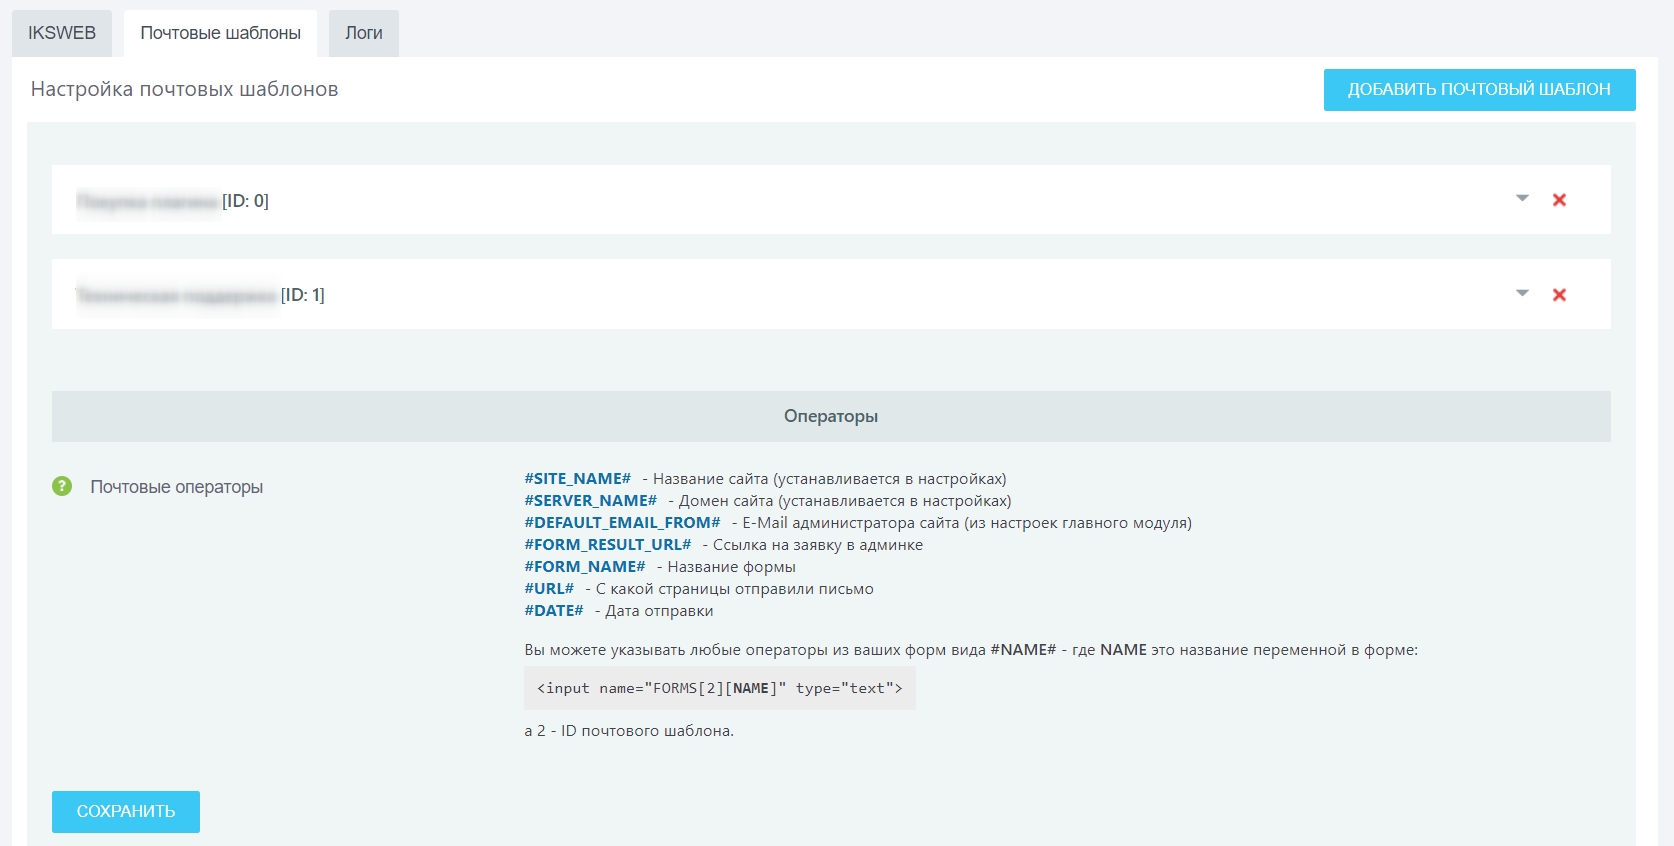 IKSWEB
Почтовые шаблоны
Логи
Настройка почтовых шаблонов
ДОБАВИТЬ ПОЧТОВЫЙ ШАБЛОН
[ID: 0]
[ID: 1]
Операторы
Почтовые операторы
#SITE_NAME# - Название сайта (устанавливается в настройках)
#SERVER_NAME# - Домен сайта (устанавливается в настройках)
#DEFAULT_EMAIL_FROM# - E-Mail администратора сайта (из настроек главного модуля)
#FORM_RESULT_URL# - Ссылка на заявку в админке
#FORM_NAME# - Название формы
#URL# - С какой страницы отправили письмо
#DATE# - Дата отправки
Вы можете указывать любые операторы из ваших форм вида #NAME# - где NAME это название переменной в форме:
<input name="FORMS[2][NAME]" type="text">
а 2 - ID почтового шаблона.
СОХРАНИТЬ